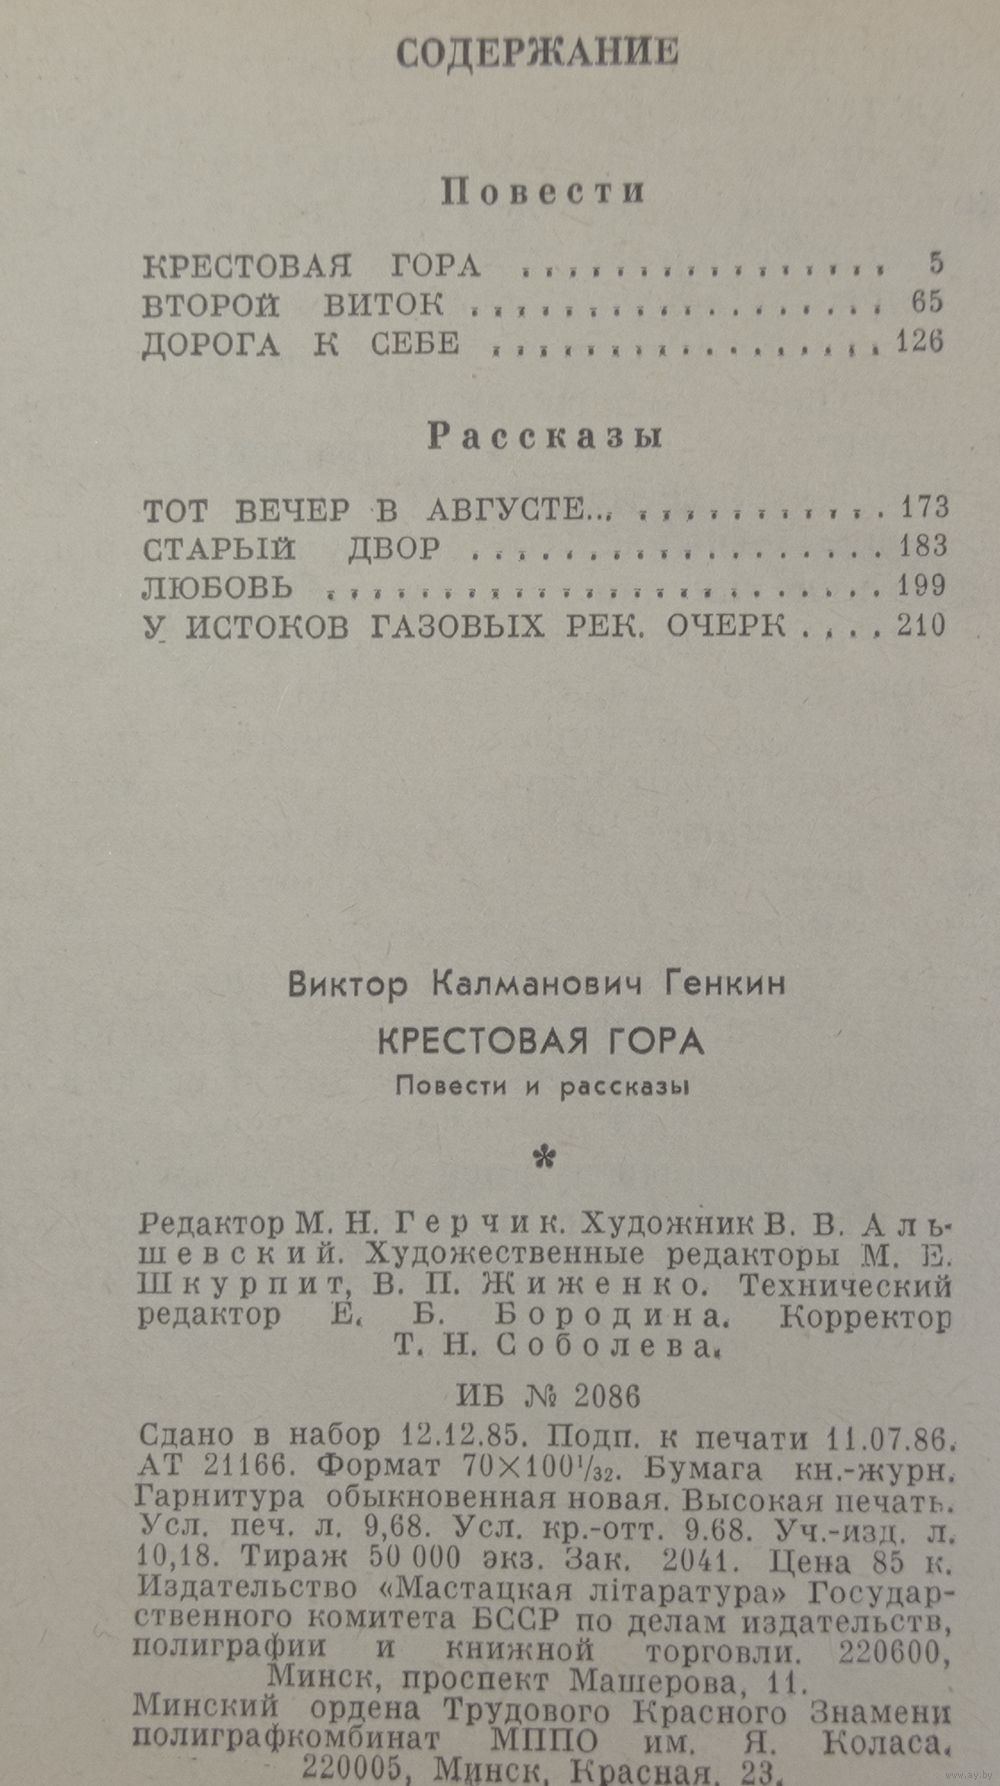 СОДЕРЖАНИЕ
Повести
КРЕСТОВАЯ ГОРА ................ 5
ВТОРОЙ ВИТОК .................. 65
ДОРОГА К СЕБЕ ................. 126
Рассказы
ТОТ ВЕЧЕР В АВГУСТЕ... ........... 173
СТАРЫЙ ДВОР .................. 183
ЛЮБОВЬ ........................ 199
У ИСТОКОВ ГАЗОВЫХ РЕК. ОЧЕРК .... 210
Виктор Калманович Генкин
КРЕСТОВАЯ ГОРА
Повести и рассказы
*
Редактор М. Н. Герчик. Художник В. В. Аль-
шевский. Художественные редакторы М. Е.
Шкурпит, В. П. Жиженко. Технический
редактор Е. Б. Бородина. Корректор
Т. Н. Соболева.
ИБ № 2086
Сдано в набор 12.12.85. Подп. к печати 11.07.86.
АТ 21166. Формат 70×100¹/₃₂. Бумага кн.-журн.
Гарнитура обыкновенная новая. Высокая печать.
Усл. печ. л. 9,68. Усл. кр.-отт. 9.68. Уч.-изд. л.
10,18. Тираж 50 000 экз. Зак. 2041. Цена 85 к.
Издательство «Мастацкая літаратура» Государ-
ственного комитета БССР по делам издательств,
полиграфии и книжной торговли. 220600,
Минск, проспект Машерова, 11.
Минский ордена Трудового Красного Знамени
полиграфкомбинат МППО им. Я. Коласа.
220005, Минск, Красная, 23.
www.ay.by